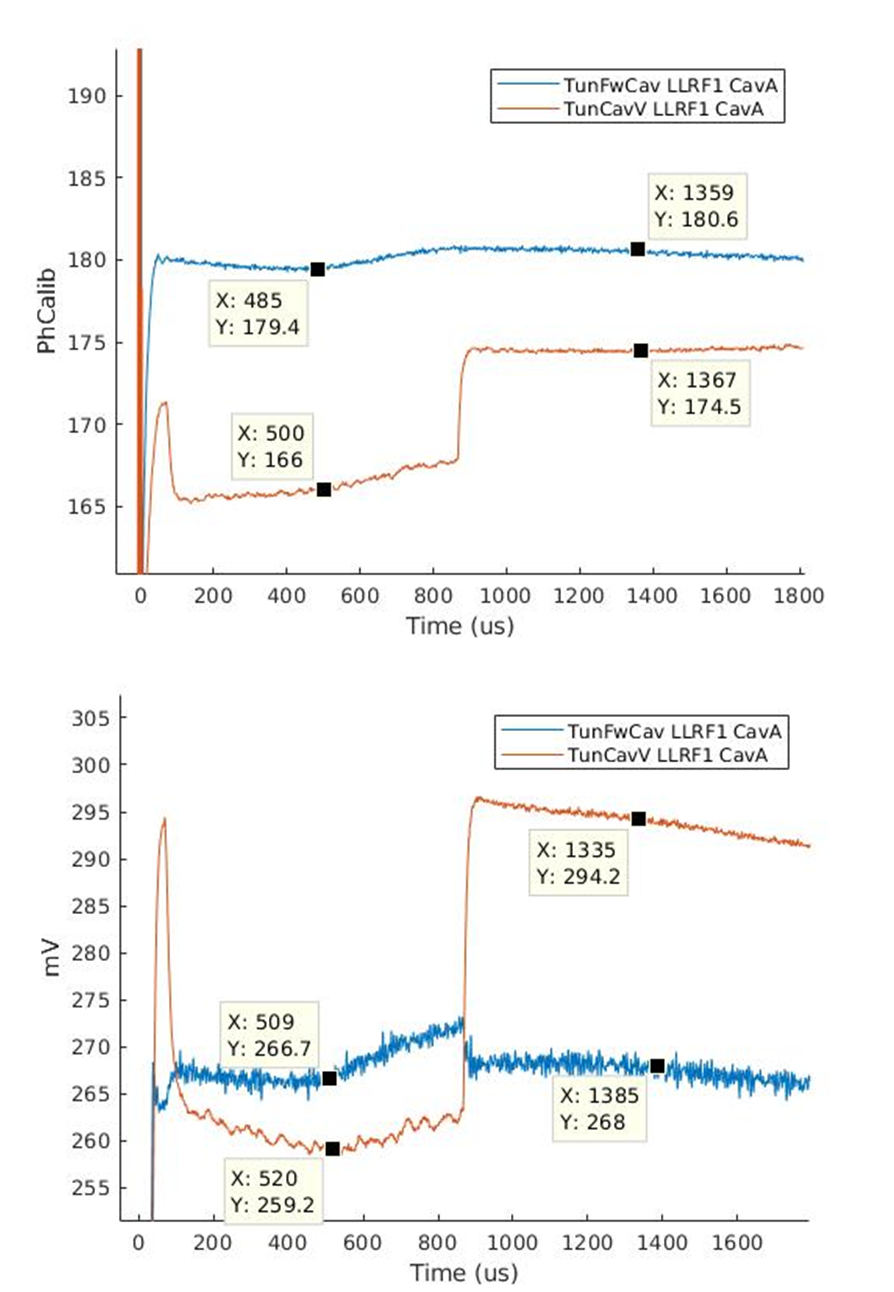 TunFwCav LLRF1 CavA
TunCavV LLRF1 CavA
190
185
180
175
170
165
PhCalib
X: 1359
Y: 180.6
X: 485
Y: 179.4
X: 1367
Y: 174.5
X: 500
Y: 166
0 200 400 600 800 1000 1200 1400 1600 1800
Time (us)
TunFwCav LLRF1 CavA
TunCavV LLRF1 CavA
305
300
295
290
285
280
275
270
265
260
255
mV
X: 1335
Y: 294.2
X: 509
Y: 266.7
X: 1385
Y: 268
X: 520
Y: 259.2
0 200 400 600 800 1000 1200 1400 1600
Time (us)